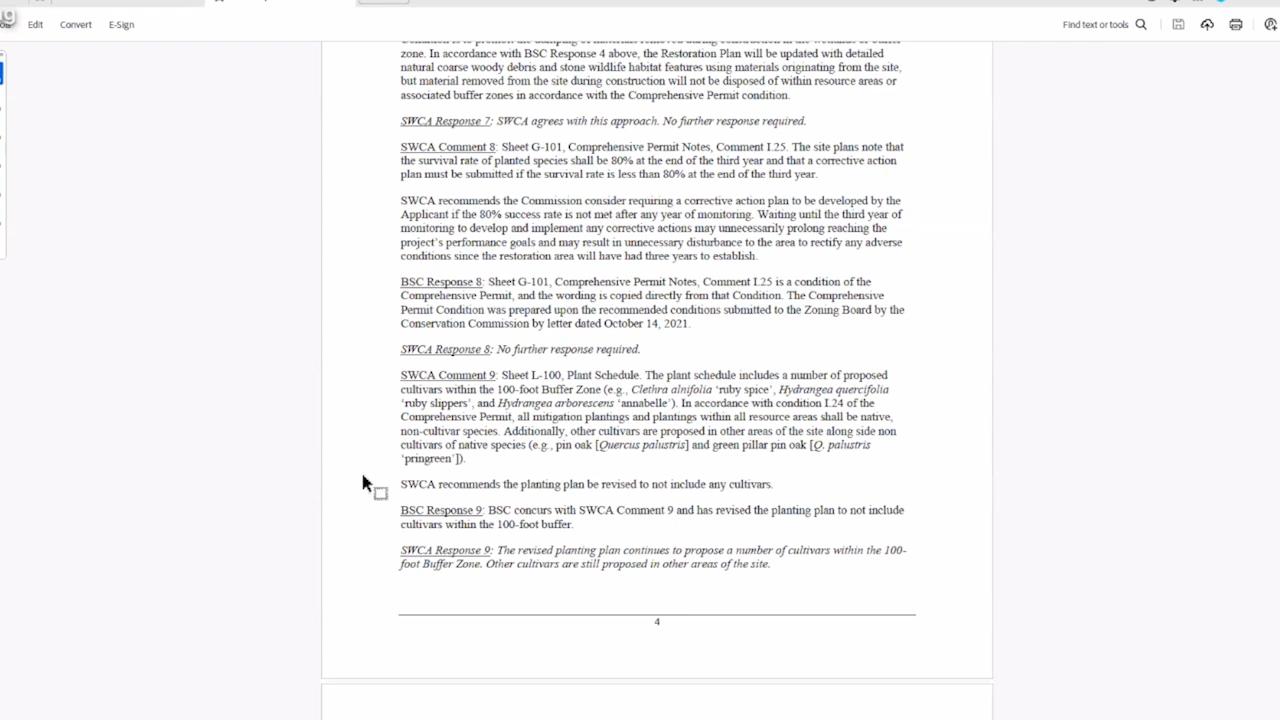 Edit Convert E-Sign Find text or tools
zone. In accordance with BSC Response 4 above, the Restoration Plan will be updated with detailed
natural coarse woody debris and stone wildlife habitat features using materials originating from the site,
but material removed from the site during construction will not be disposed of within resource areas or
associated buffer zones in accordance with the Comprehensive Permit condition.
SWCA Response 7: SWCA agrees with this approach. No further response required.
SWCA Comment 8: Sheet G-101, Comprehensive Permit Notes, Comment I.25. The site plans note that
the survival rate of planted species shall be 80% at the end of the third year and that a corrective action
plan must be submitted if the survival rate is less than 80% at the end of the third year.
SWCA recommends the Commission consider requiring a corrective action plan to be developed by the
Applicant if the 80% success rate is not met after any year of monitoring. Waiting until the third year of
monitoring to develop and implement any corrective actions may unnecessarily prolong reaching the
project's performance goals and may result in unnecessary disturbance to the area to rectify any adverse
conditions since the restoration area will have had three years to establish.
BSC Response 8: Sheet G-101, Comprehensive Permit Notes, Comment I.25 is a condition of the
Comprehensive Permit, and the wording is copied directly from that Condition. The Comprehensive
Permit Condition was prepared upon the recommended conditions submitted to the Zoning Board by the
Conservation Commission by letter dated October 14, 2021.
SWCA Response 8: No further response required.
SWCA Comment 9: Sheet L-100, Plant Schedule. The plant schedule includes a number of proposed
cultivars within the 100-foot Buffer Zone (e.g., Clethra alnifolia 'ruby spice', Hydrangea quercifolia
'ruby slippers', and Hydrangea arborescens 'annabelle'). In accordance with condition I.24 of the
Comprehensive Permit, all mitigation plantings and plantings within all resource areas shall be native,
non-cultivar species. Additionally, other cultivars are proposed in other areas of the site along side non
cultivars of native species (e.g., pin oak [Quercus palustris] and green pillar pin oak [Q. palustris
'pringreen']).
SWCA recommends the planting plan be revised to not include any cultivars.
BSC Response 9: BSC concurs with SWCA Comment 9 and has revised the planting plan to not include
cultivars within the 100-foot buffer.
SWCA Response 9: The revised planting plan continues to propose a number of cultivars within the 100-
foot Buffer Zone. Other cultivars are still proposed in other areas of the site.
4